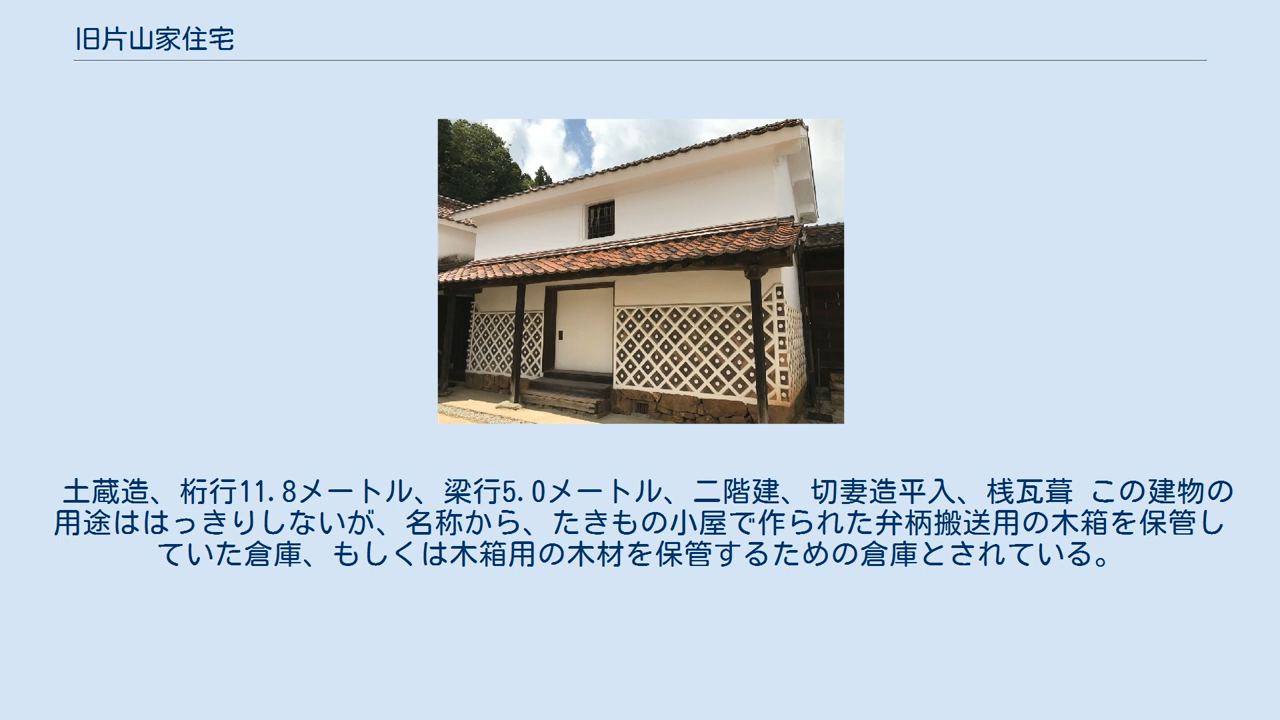 旧片山家住宅
土蔵造、桁行11.8メートル、梁行5.0メートル、二階建、切妻造平入、桟瓦葺 この建物の
用途ははっきりしないが、名称から、たきもの小屋で作られた弁柄搬送用の木箱を保管し
ていた倉庫、もしくは木箱用の木材を保管するための倉庫とされている。